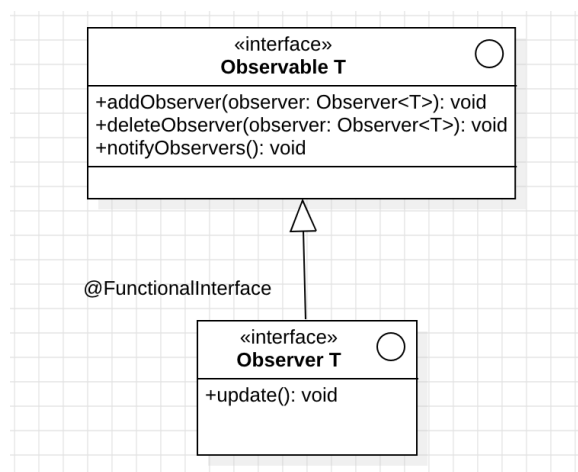 «interface»
Observable T
+addObserver(observer: Observer<T>): void
+deleteObserver(observer: Observer<T>): void
+notifyObservers(): void
@FunctionalInterface
«interface»
Observer T
+update(): void